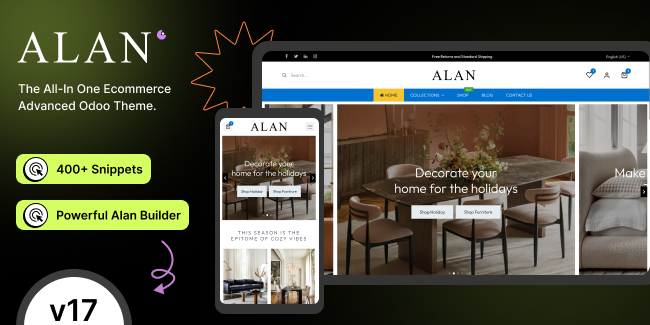 ALAN
The All-In One Ecommerce
Advanced Odoo Theme.
400+ Snippets
Powerful Alan Builder
v17
Free Returns and Standard Shipping
English (US)
Search...
ALAN
HOME
COLLECTIONS
SHOP
BLOG
CONTACT US
Decorate your
home for the holidays
Shop Holiday
Shop Furniture
Make
ALAN
Decorate your
home for the holidays
Shop Holiday
Shop Furniture
THIS SEASON IS THE
EPITOME OF COZY VIBES